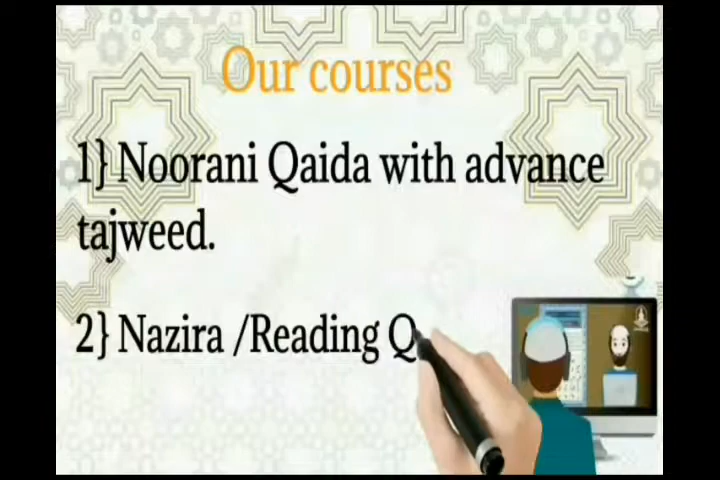 Our courses
1} Noorani Qaida with advance
tajweed.
2} Nazira /Reading Q